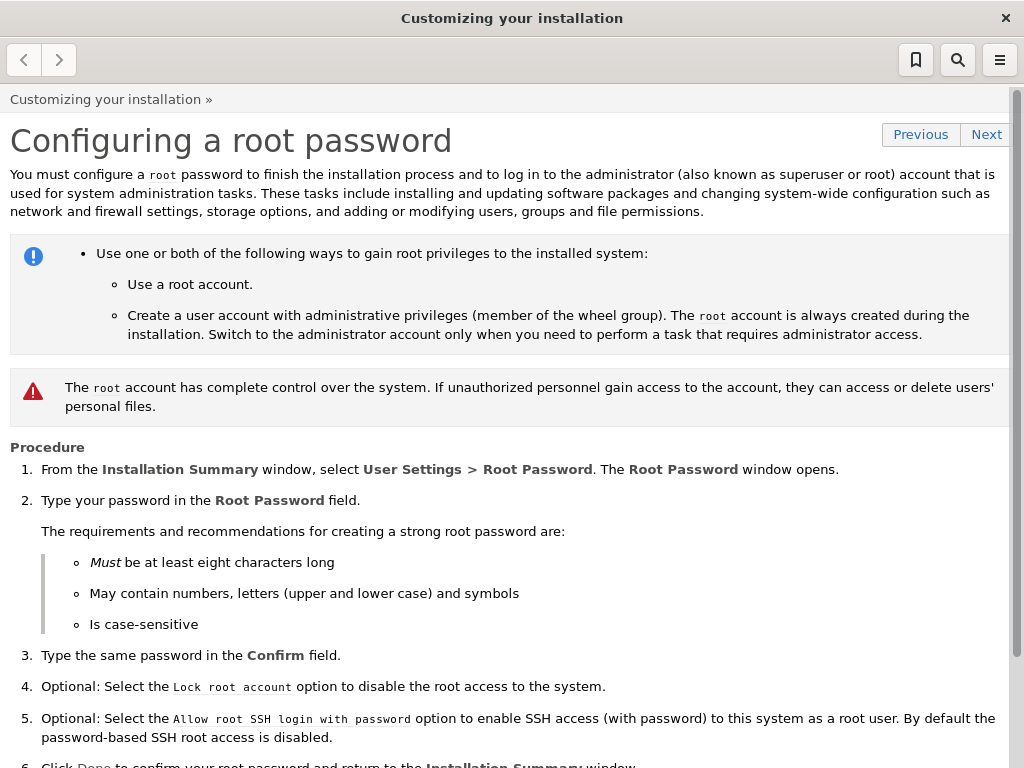 Customizing your installation
Customizing your installation »
Configuring a root password
Previous
Next
You must configure a root password to finish the installation process and to log in to the administrator (also known as superuser or root) account that is
used for system administration tasks. These tasks include installing and updating software packages and changing system-wide configuration such as
network and firewall settings, storage options, and adding or modifying users, groups and file permissions.
• Use one or both of the following ways to gain root privileges to the installed system:
◦ Use a root account.
◦ Create a user account with administrative privileges (member of the wheel group). The root account is always created during the
installation. Switch to the administrator account only when you need to perform a task that requires administrator access.
The root account has complete control over the system. If unauthorized personnel gain access to the account, they can access or delete users'
personal files.
Procedure
1. From the Installation Summary window, select User Settings > Root Password. The Root Password window opens.
2. Type your password in the Root Password field.
The requirements and recommendations for creating a strong root password are:
◦ Must be at least eight characters long
◦ May contain numbers, letters (upper and lower case) and symbols
◦ Is case-sensitive
3. Type the same password in the Confirm field.
4. Optional: Select the Lock root account option to disable the root access to the system.
5. Optional: Select the Allow root SSH login with password option to enable SSH access (with password) to this system as a root user. By default the
password-based SSH root access is disabled.
6. Click Done to confirm your root password and return to the Installation Summary window.